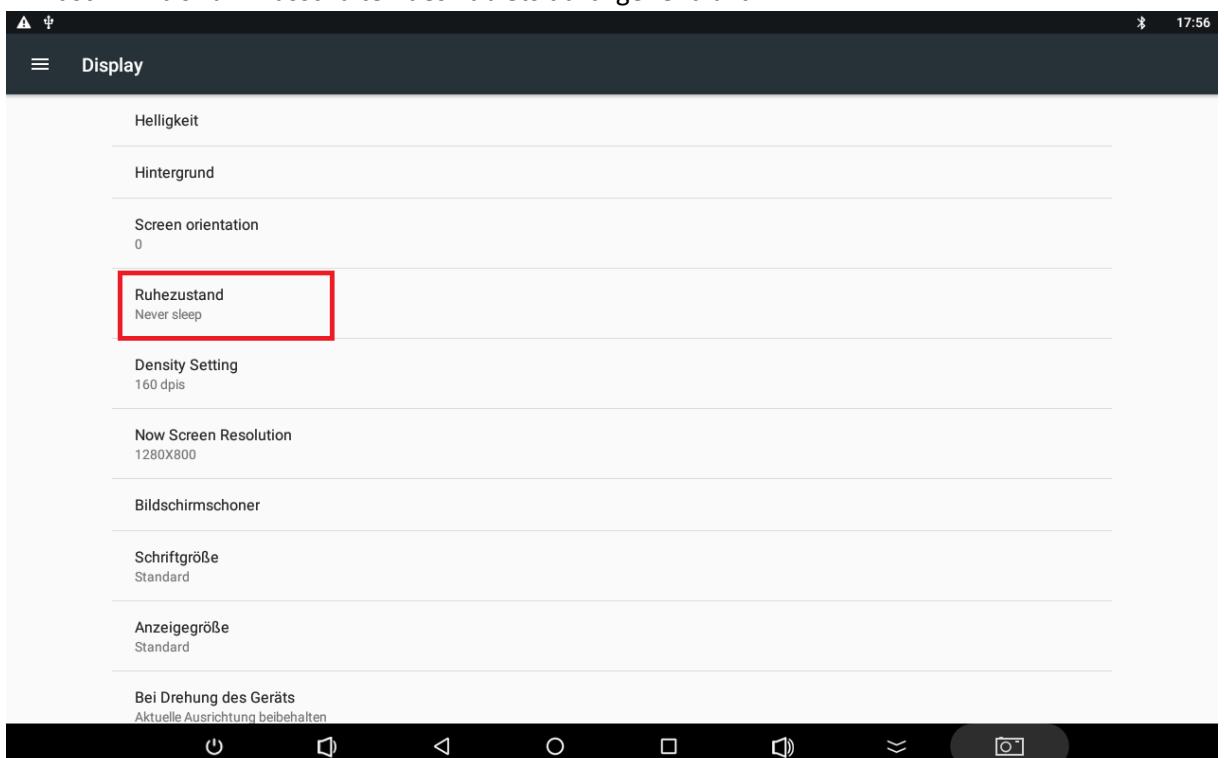 17:56
Display
Helligkeit
Hintergrund
Screen orientation
0
Ruhezustand
Never sleep
Density Setting
160 dpis
Now Screen Resolution
1280X800
Bildschirmschoner
Schriftgröße
Standard
Anzeigegröße
Standard
Bei Drehung des Geräts
Aktuelle Ausrichtung beibehalten